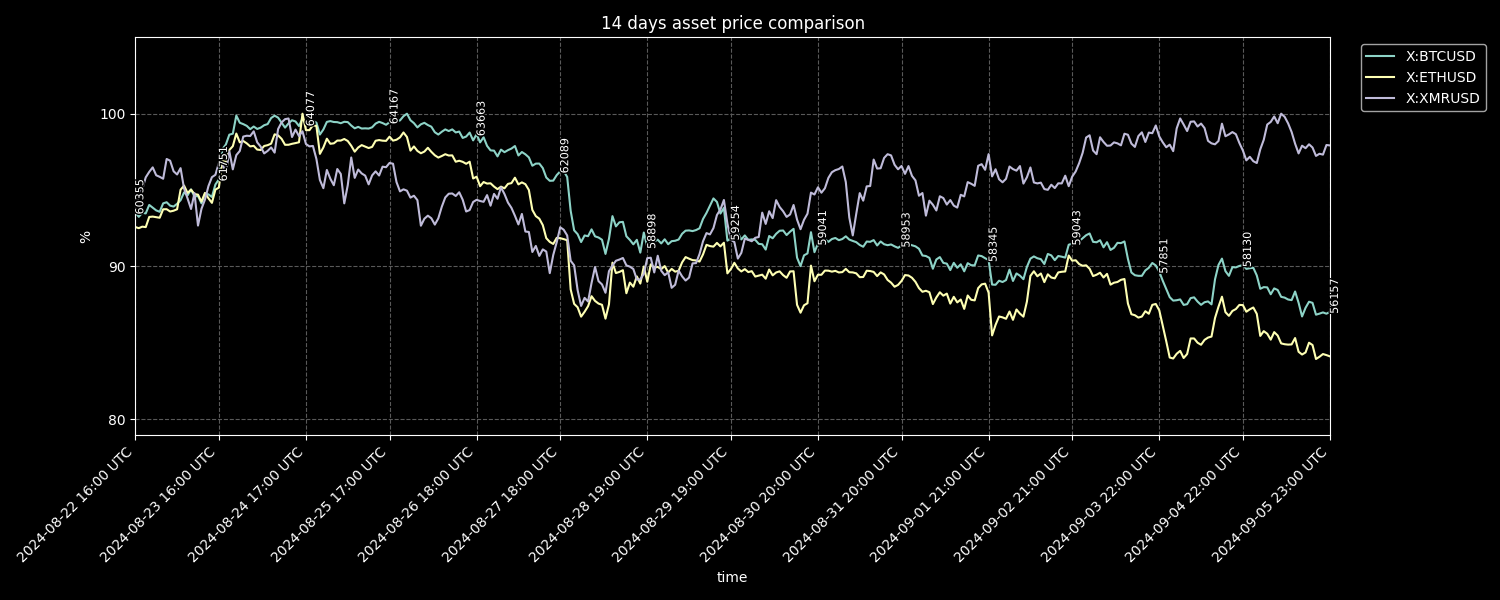 14 days asset price comparison
X:BTCUSD
X:ETHUSD
X:XMRUSD
100
90
80
%
60355
61751
64077
64167
63663
62089
58898
59254
59041
58953
58345
59043
57851
58130
56157
2024-08-22 16:00 UTC
2024-08-23 16:00 UTC
2024-08-24 17:00 UTC
2024-08-25 17:00 UTC
2024-08-26 18:00 UTC
2024-08-27 18:00 UTC
2024-08-28 19:00 UTC
2024-08-29 19:00 UTC
2024-08-30 20:00 UTC
2024-08-31 20:00 UTC
2024-09-01 21:00 UTC
2024-09-02 21:00 UTC
2024-09-03 22:00 UTC
2024-09-04 22:00 UTC
2024-09-05 23:00 UTC
time